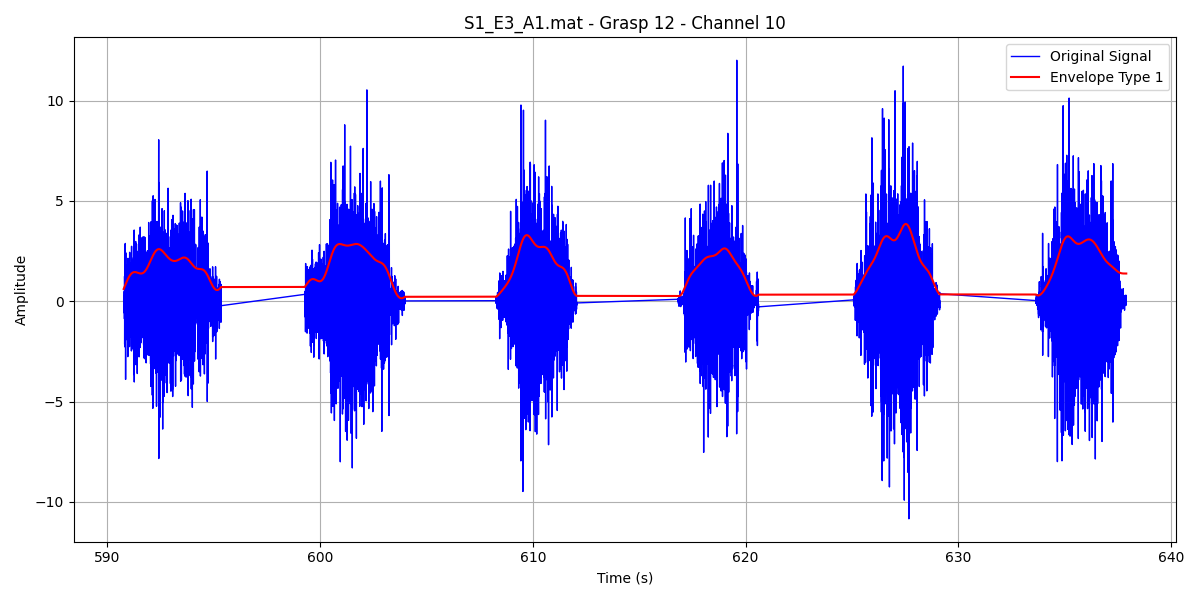 S1_E3_A1.mat - Grasp 12 - Channel 10
Original Signal
Envelope Type 1
Amplitude
10
5
0
−5
−10
590 600 610 620 630 640
Time (s)